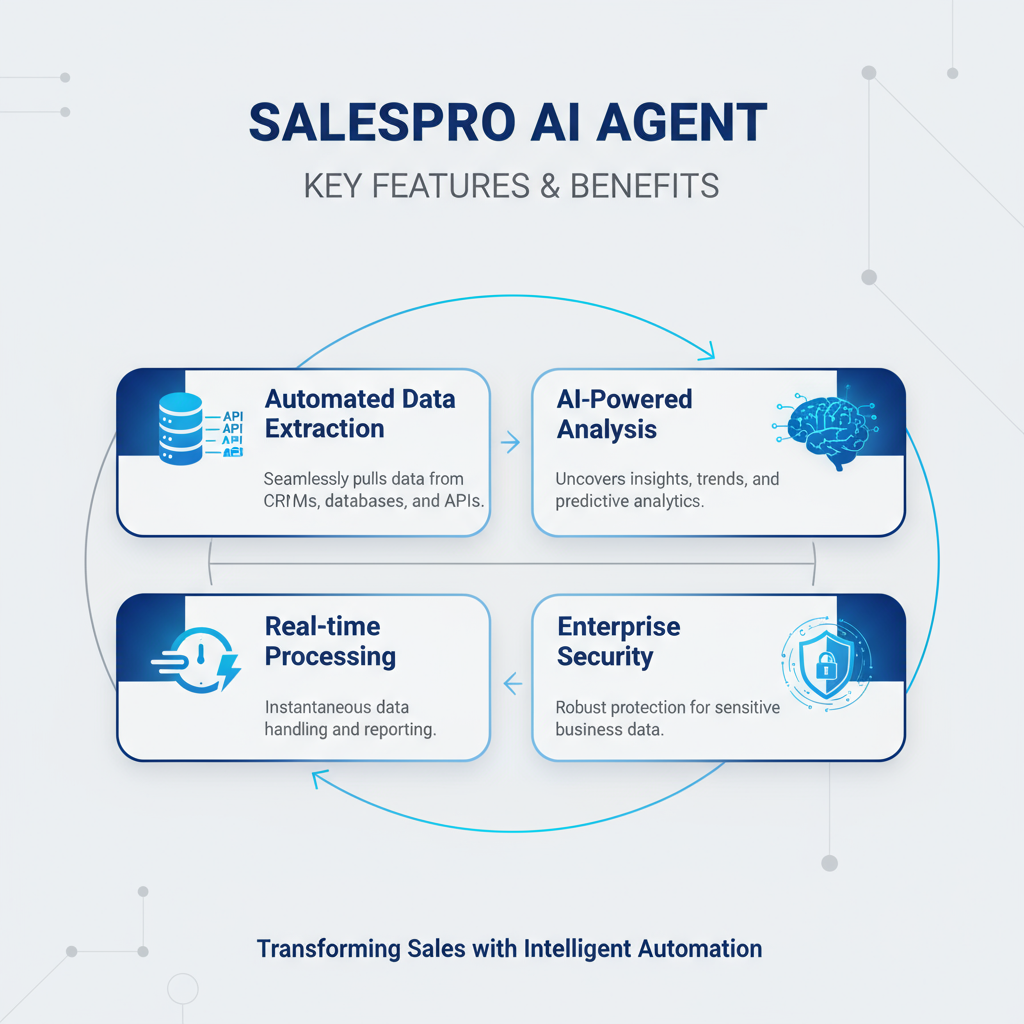 SALESPRO AI AGENT
KEY FEATURES & BENEFITS
Automated Data
Extraction
API
API
API
Seamlessly pulls data from
CRMs, databases, and APIs.
AI-Powered
Analysis
Uncovers insights, trends, and
predictive analytics.
Real-time
Processing
Instantaneous data
handling and reporting.
Enterprise
Security
Robust protection for sensitive
business data.
Transforming Sales with Intelligent Automation